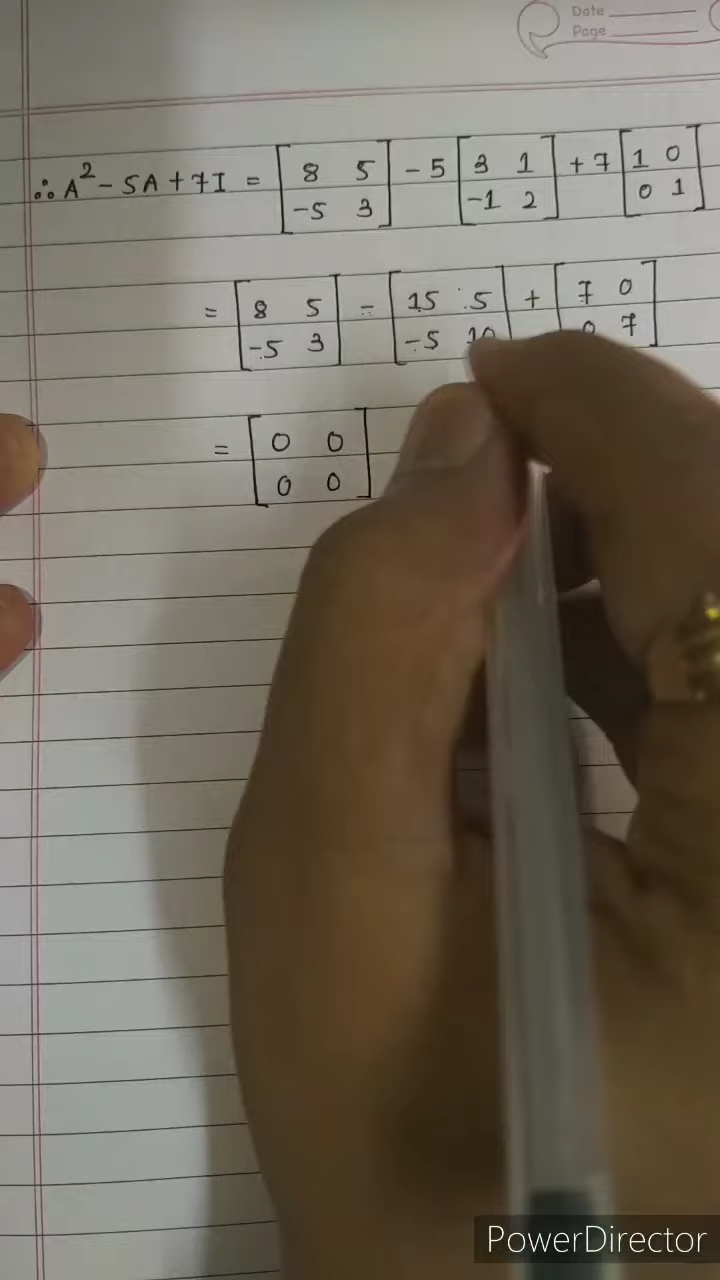 Date
Page
∴ A² - 5A + 7I = [8 5; -5 3] - 5 [3 1; -1 2] + 7 [1 0; 0 1]
= [8 5; -5 3] - [15 5; -5 10] + [7 0; 0 7]
= [0 0; 0 0]
PowerDirector